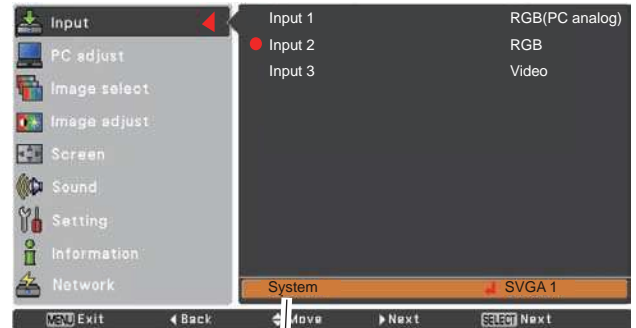 Input
PC adjust
Image select
Image adjust
Screen
Sound
Setting
Information
Network
Input 1 RGB(PC analog)
Input 2 RGB
Input 3 Video
System SVGA 1
MENU Exit Back Move Next SELECT Next